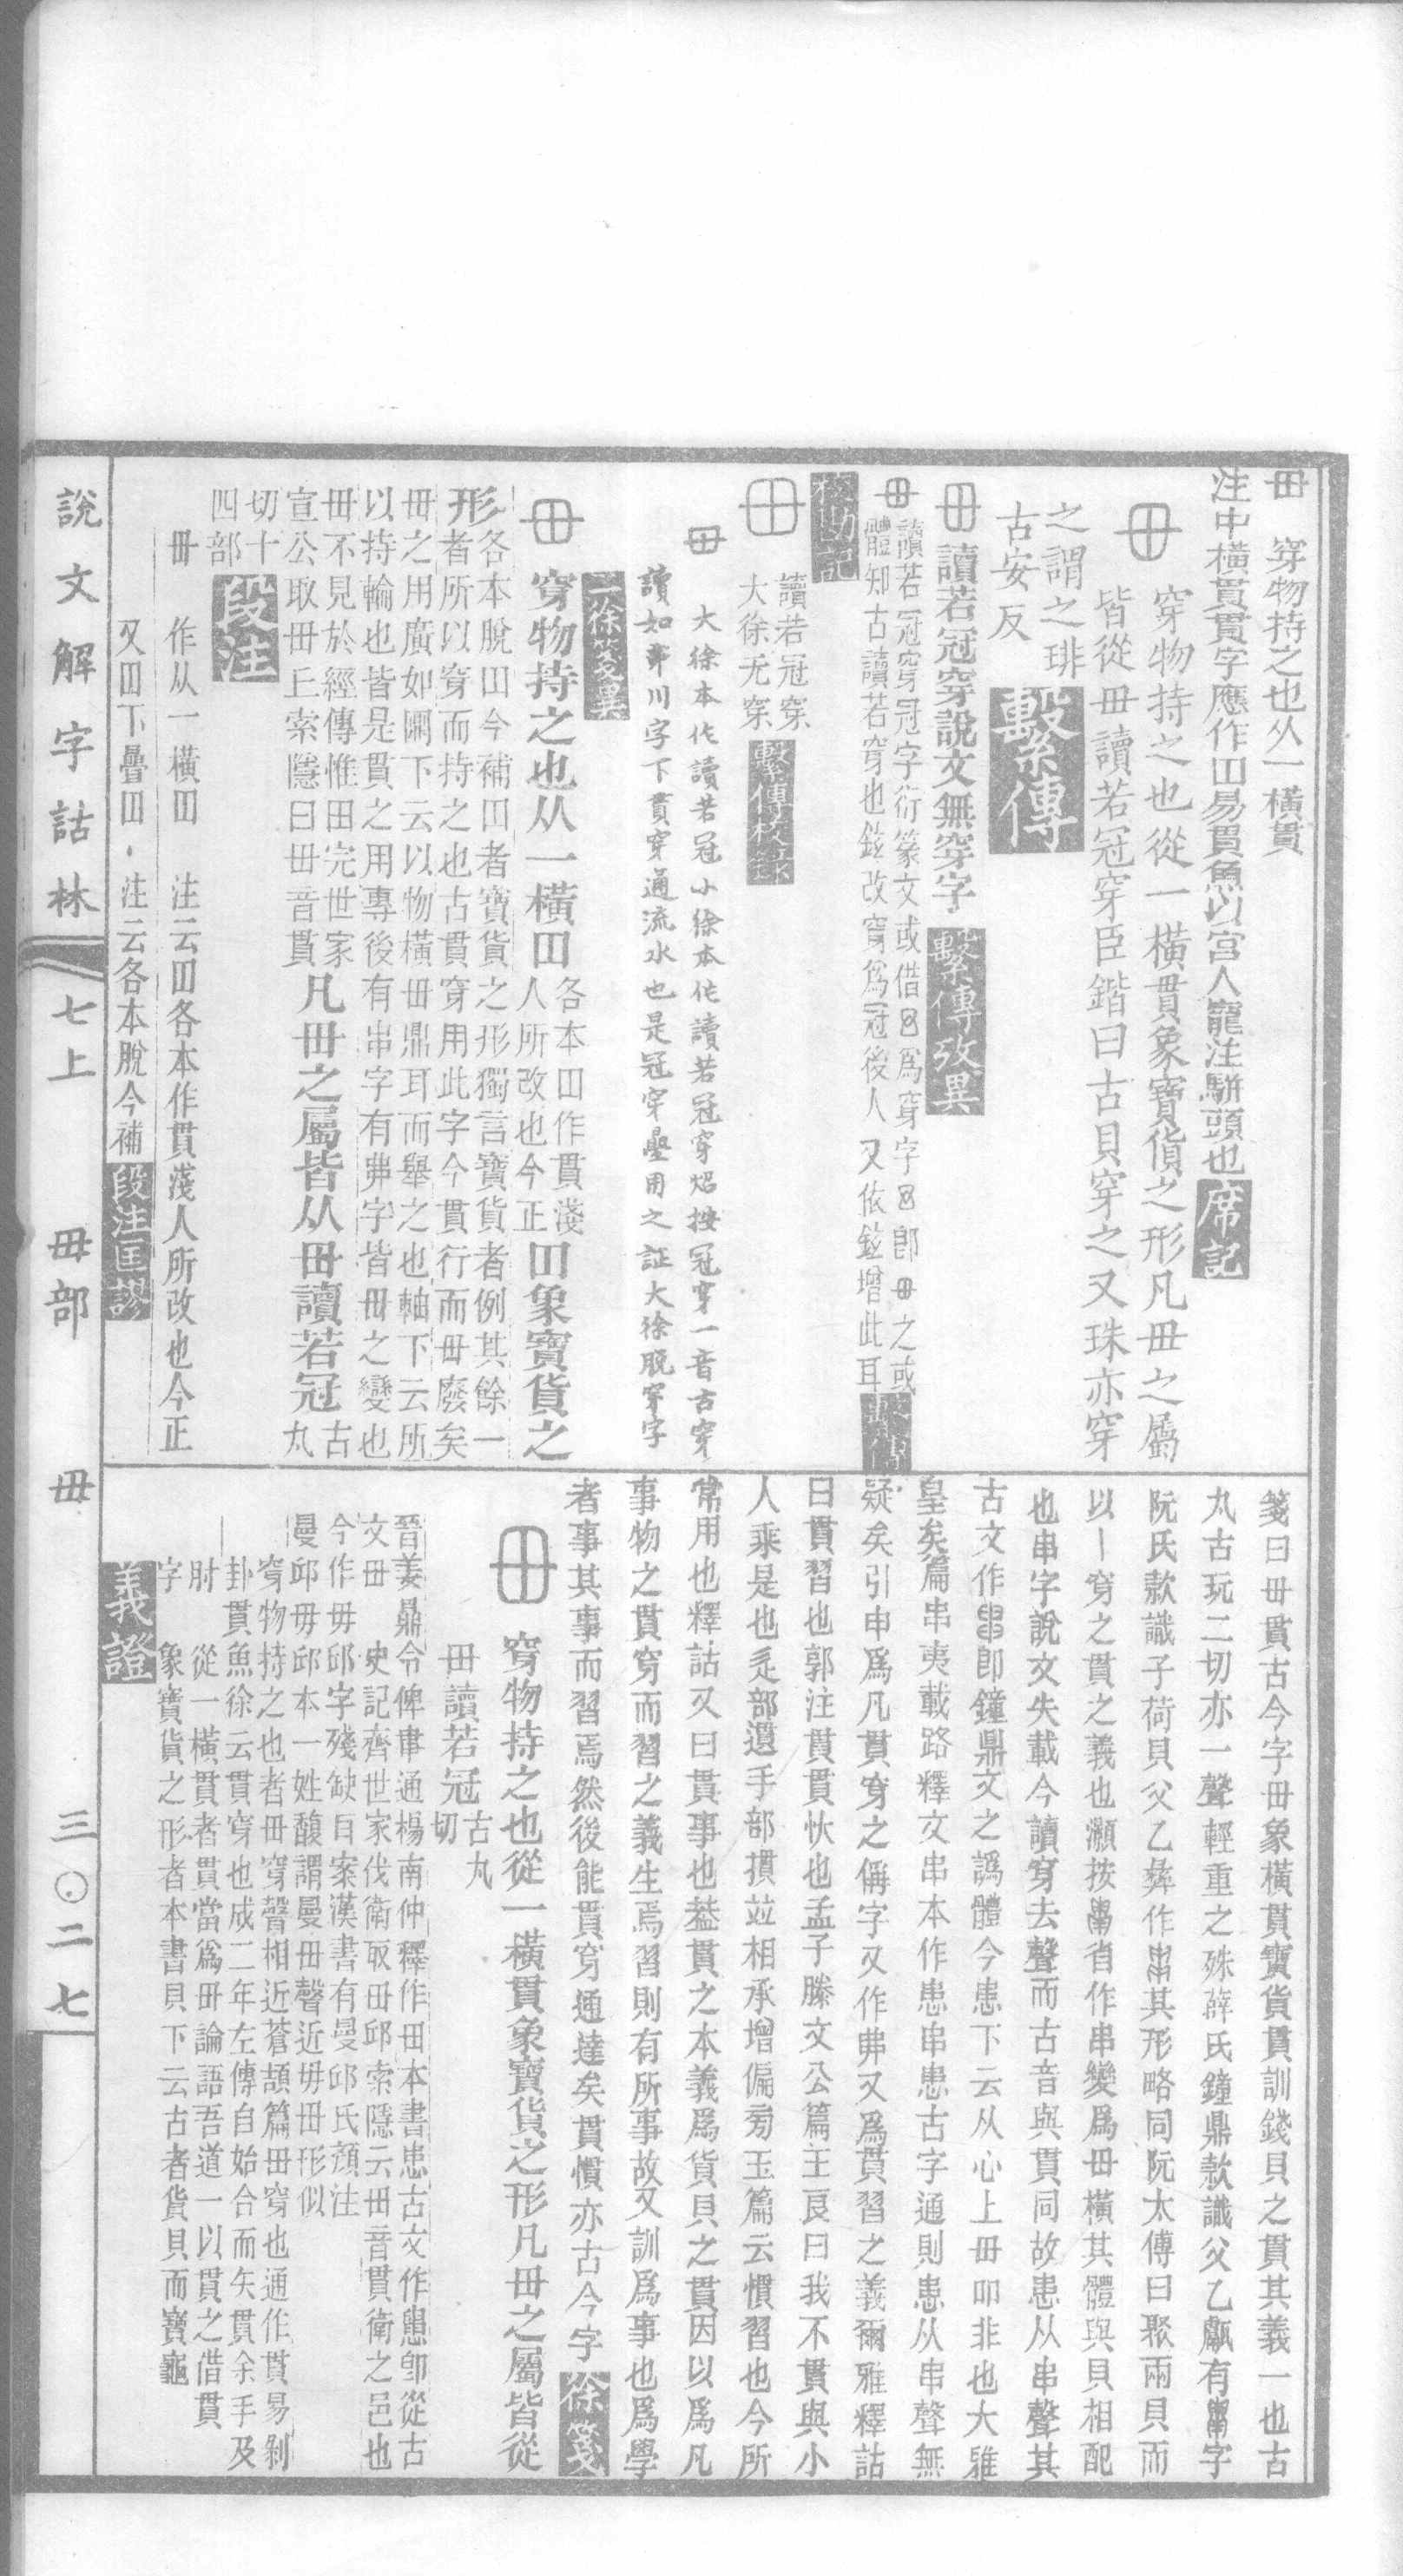 毌　穿物持之也从一橫貫
注中橫貫貫字應作毌易貫魚以宮人寵注駢頭也 席記
穿物持之也從一橫貫象寶貨之形凡毌之屬
皆從毌讀若冠穿臣鍇曰古貝穿之又珠亦穿
之謂之琲
古安反 繫傳
毌讀若冠穿說文無穿字 繫傳攷異
毌讀若冠穿冠字衍篆文或借 為穿字 即毌之或
體知古讀若穿也鉉改穿爲冠後人又依鉉增此耳 繫傳
校勘記
毌讀若冠穿
大徐无穿 繫傳校錄
毌　大徐本作讀若冠小徐本作讀若冠穿炤按冠穿一音古穿
讀如 川字下貫穿通流水也是冠穿疊用之証大徐脫穿字
二徐箋異
毌穿物持之也从一橫毌 各本毌作貫淺
人所改也今正 毌象寶貨之
形 各本脫毌今補毌者寶貨之形獨言寶貨者例其餘一
者所以穿而持之也古貫穿用此字今貫行而毌廢矣
毌之用廣如 下云以物橫毌鼎耳而舉之也軸下云所
以持輪也皆是貫之用專後有串字有弗字皆毌之變也
毌不見於經傳惟田完世家 古
宣公取毌丘索隱曰毌音貫 凡毌之屬皆从毌讀若冠 丸
切十
四部 段注
毌　作从一橫毌　注云毌各本作貫淺人所改也今正
又毌下疊毌．注云各本脫今補 段注匡謬
箋曰毌貫古今字毌象橫貫寶貨貫訓錢貝之貫其義一也古
丸古玩二切亦一聲輕重之殊薛氏鐘鼎款識父乙甗有 字
阮氏款識子荷貝父乙彝作 其形略同阮太傅曰聚兩貝而
以丨穿之貫之義也灝按 省作串變爲毌橫其體與貝相配
也串字說文失載今讀穿去聲而古音與貫同故患从串聲其
古文作 卽鐘鼎文之譌體今患下云从心上毌吅非也大雅
皇矣篇串夷載路釋文串本作患串患古字通則患从串聲無
疑矣引申爲凡貫穿之偁字又作弗又爲貫習之義爾雅釋詁
曰貫習也郭注貫貫忕也孟子滕文公篇王良曰我不貫與小
人乘是也辵部遺手部摜竝相承增偏旁玉篇云慣習也今所
常用也釋詁又曰貫事也葢貫之本義爲貨貝之貫因以爲凡
事物之貫穿而習之義生焉習則有所事故又訓爲事也爲學
者事其事而習焉然後能貫穿通達矣貫慣亦古今字 徐箋
毌 穿物持之也從一橫貫象寶貨之形凡毌之屬皆從
毌讀若冠 古丸
切
晉姜鼎令俾 通楊南仲釋作毌本書患古文作 卽從古
文毌　史記齊世家伐衞取毌邱索隱云毌音貫衛之邑也
今作毋邱字殘缺目案漢書有曼邱氏顔注
曼邱毋邱本一姓馥謂曼毌聲近毋毌形似
穿物持之也者毌穿聲相近蒼頡篇毌穿也通作貫易剝
卦貫魚徐云貫穿也成二年左傳自始合而矢貫余手及
肘　從一橫貫者貫當爲毌論語吾道一以貫之借貫
字　象寶貨之形者本書貝下云古者貨貝而寶龜
義證
說文解字詁林　七上　毌部　毌　三〇二七